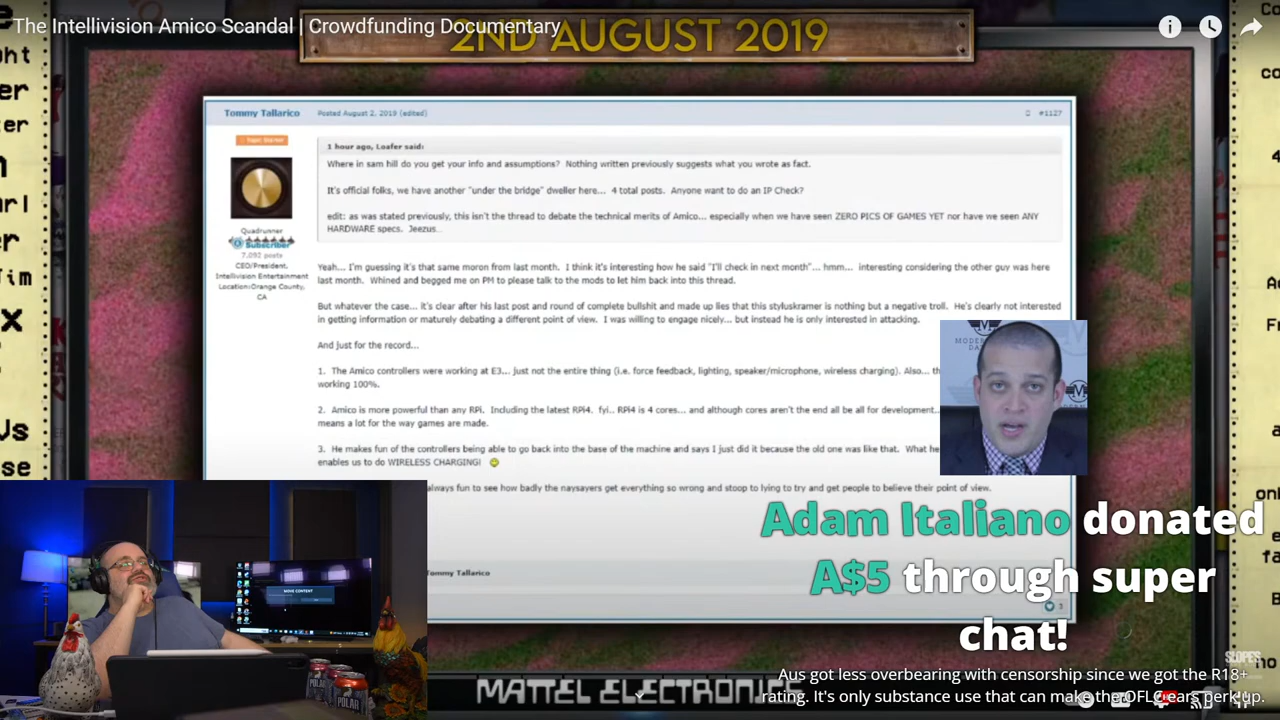 The Intellivision Amico Scandal | Crowdfunding Documentary
2ND AUGUST 2019
Tommy Tallarico
Posted August 2, 2019 (edited)
#1127
Topic Starter
Quadrunner
Subscriber
7,092 posts
CEO/President,
Intellivision Entertainment
Location:Orange County,
CA
1 hour ago, Loafer said:
Where in sam hill do you get your info and assumptions? Nothing written previously suggests what you wrote as fact.
It's official folks, we have another "under the bridge" dweller here... 4 total posts. Anyone want to do an IP Check?
edit: as was stated previously, this isn't the thread to debate the technical merits of Amico... especially when we have seen ZERO PICS OF GAMES YET nor have we seen ANY
HARDWARE specs. Jeezus...
Yeah... I'm guessing it's that same moron from last month. I think it's interesting how he said "I'll check in next month"... hmm... interesting considering the other guy was here
last month. Whined and begged me on PM to please talk to the mods to let him back into this thread.
But whatever the case... it's clear after his last post and round of complete bullshit and made up lies that this styluskramer is nothing but a negative troll. He's clearly not interested
in getting information or maturely debating a different point of view. I was willing to engage nicely... but instead he is only interested in attacking.
And just for the record...
1. The Amico controllers were working at E3... just not the entire thing (i.e. force feedback, lighting, speaker/microphone, wireless charging). Also...
working 100%.
2. Amico is more powerful than any RPi. Including the latest RPi4. fyi.. RPi4 is 4 cores... and although cores aren't the end all be all for development..
means a lot for the way games are made.
3. He makes fun of the controllers being able to go back into the base of the machine and says I just did it because the old one was like that. What he
enables us to do WIRELESS CHARGING!
always fun to see how badly the naysayers get everything so wrong and stoop to lying to try and get people to believe their point of view.
Tommy Tallarico
3
Adam Italiano donated
A$5 through super
chat!
Aus got less overbearing with censorship since we got the R18+
rating. It's only substance use that can make the OFLC ears perk up.
MATTEL ELECTRONICS
POLAR
POLAR